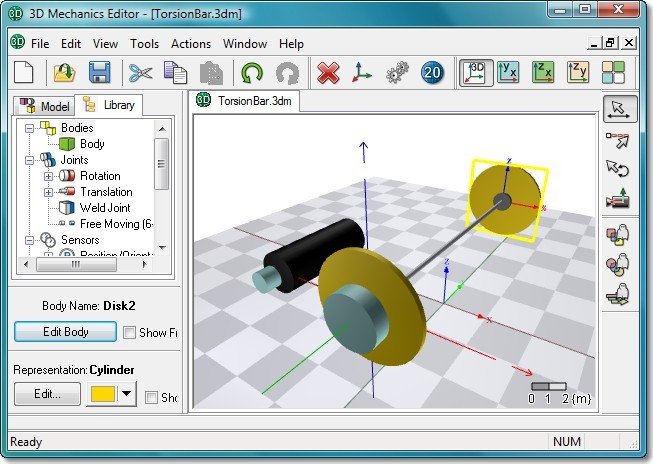 3D Mechanics Editor - [TorsionBar.3dm]
File Edit View Tools Actions Window Help
20 3D y x z x z y
Model Library
TorsionBar.3dm
Bodies
Body
Joints
Rotation
Translation
Weld Joint
Free Moving (6-
Sensors
Position/Orient
Body Name: Disk2
Edit Body Show Fr
Representation: Cylinder
Edit... Sho
z
x
z
x
0 1 2 {m}
Ready NUM